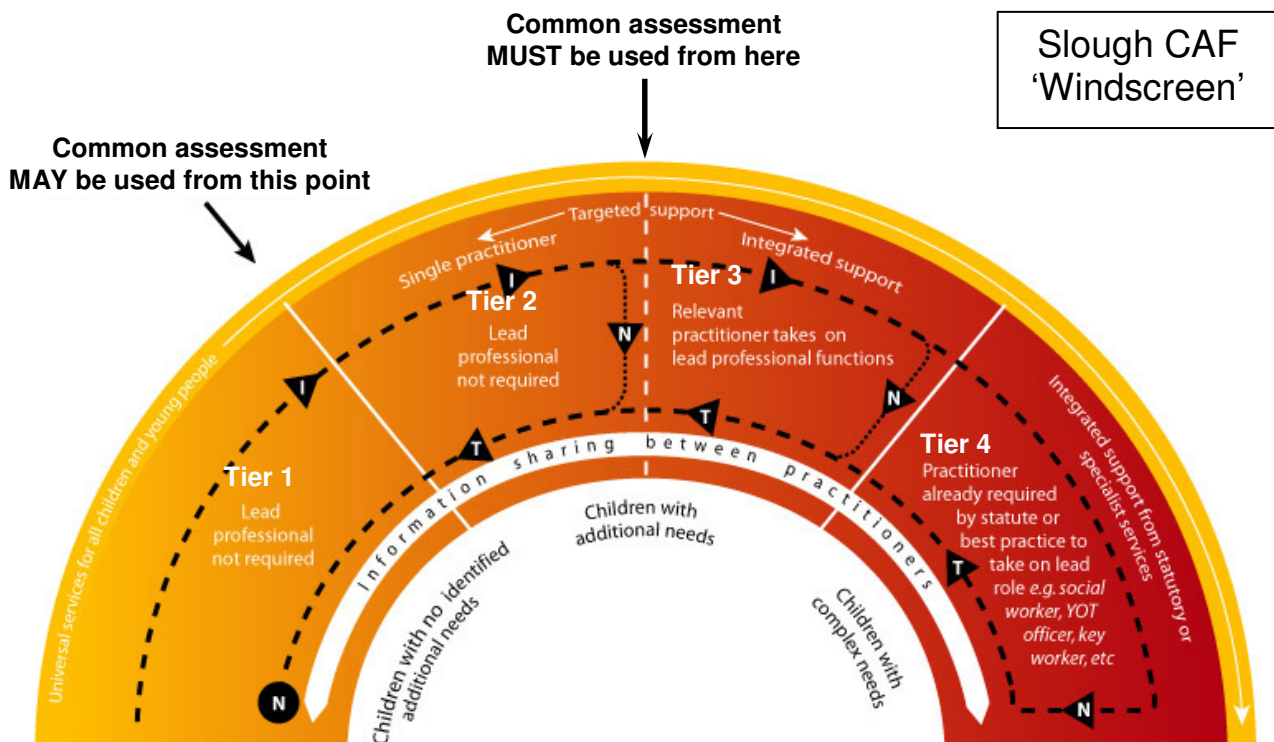 Common assessment
MUST be used from here
Slough CAF
‘Windscreen’
Common assessment
MAY be used from this point
Targeted support
Single practitioner
Integrated support
Universal services for all children and young people
Integrated support from statutory or
specialist services
I
Tier 1
Lead
professional
not required
N
I
Tier 2
Lead
professional
not required
N
T
I
Tier 3
Relevant
practitioner takes on
lead professional functions
N
T
Tier 4
Practitioner
already required
by statute or
best practice to
take on lead
role e.g. social
worker, YOT
officer, key
worker, etc
T
N
Information sharing between practitioners
Children with no identified
additional needs
Children with
additional needs
Children with
complex needs